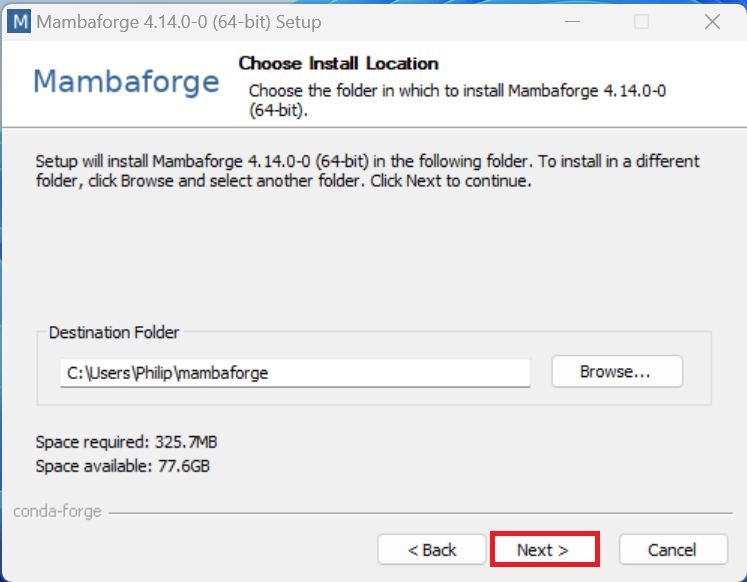 M Mambaforge 4.14.0-0 (64-bit) Setup
Mambaforge
Choose Install Location
Choose the folder in which to install Mambaforge 4.14.0-0
(64-bit).
Setup will install Mambaforge 4.14.0-0 (64-bit) in the following folder. To install in a different
folder, click Browse and select another folder. Click Next to continue.
Destination Folder
C:\Users\Philip\mambaforge
Browse...
Space required: 325.7MB
Space available: 77.6GB
conda-forge
< Back
Next >
Cancel